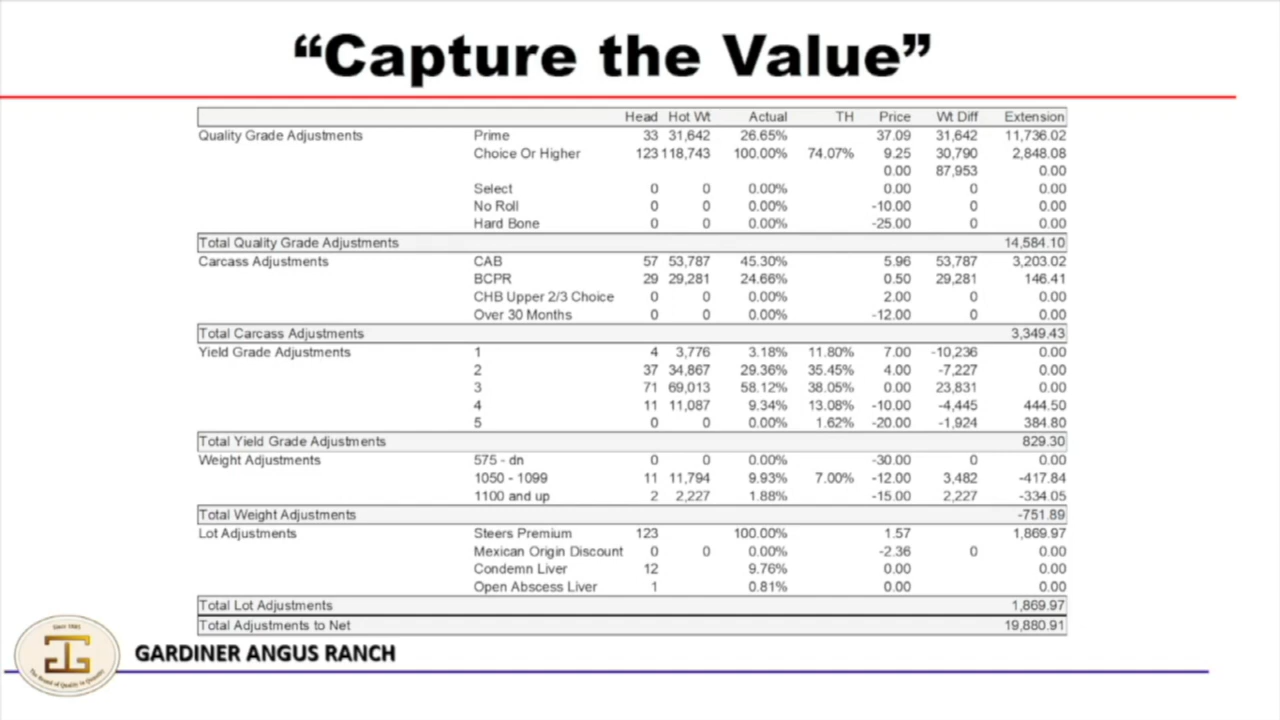 “Capture the Value”
Head Hot Wt Actual TH Price Wt Diff Extension
Quality Grade Adjustments Prime 33 31,642 26.65% 37.09 31,642 11,736.02
Choice Or Higher 123 118,743 100.00% 74.07% 9.25 30,790 2,848.08
0.00 87,953 0.00
Select 0 0 0.00% 0.00 0 0.00
No Roll 0 0 0.00% -10.00 0 0.00
Hard Bone 0 0 0.00% -25.00 0 0.00
Total Quality Grade Adjustments 14,584.10
Carcass Adjustments CAB 57 53,787 45.30% 5.96 53,787 3,203.02
BCPR 29 29,281 24.66% 0.50 29,281 146.41
CHB Upper 2/3 Choice 0 0 0.00% 2.00 0 0.00
Over 30 Months 0 0 0.00% -12.00 0 0.00
Total Carcass Adjustments 3,349.43
Yield Grade Adjustments 1 4 3,776 3.18% 11.80% 7.00 -10,236 0.00
2 37 34,867 29.36% 35.45% 4.00 -7,227 0.00
3 71 69,013 58.12% 38.05% 0.00 23,831 0.00
4 11 11,087 9.34% 13.08% -10.00 -4,445 444.50
5 0 0 0.00% 1.62% -20.00 -1,924 384.80
Total Yield Grade Adjustments 829.30
Weight Adjustments 575 - dn 0 0 0.00% -30.00 0 0.00
1050 - 1099 11 11,794 9.93% 7.00% -12.00 3,482 -417.84
1100 and up 2 2,227 1.88% -15.00 2,227 -334.05
Total Weight Adjustments -751.89
Lot Adjustments Steers Premium 123 100.00% 1.57 1,869.97
Mexican Origin Discount 0 0 0.00% -2.36 0 0.00
Condemn Liver 12 9.76% 0.00 0.00
Open Abscess Liver 1 0.81% 0.00 0.00
Total Lot Adjustments 1,869.97
Total Adjustments to Net 19,880.91
Since 1885
The Brand of Quality in Quantity
GARDINER ANGUS RANCH